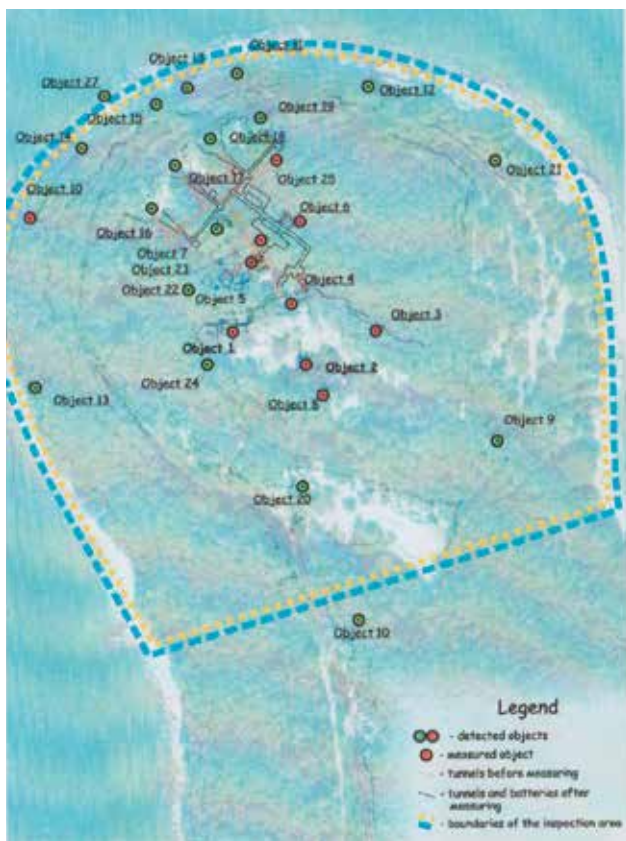 Object 11
Object 18
Object 27
Object 12
Object 19
Object 15
Object 18
Object 14
Object 21
Object 17
Object 25
Object 10
Object 6
Object 16
Object 7
Object 23
Object 4
Object 22
Object 5
Object 3
Object 1
Object 2
Object 24
Object 13
Object 8
Object 9
Object 20
Object 30
Legend
- detected objects
- measured object
- tunnels before measuring
- tunnels and batteries after
measuring
- boundaries of the inspection area